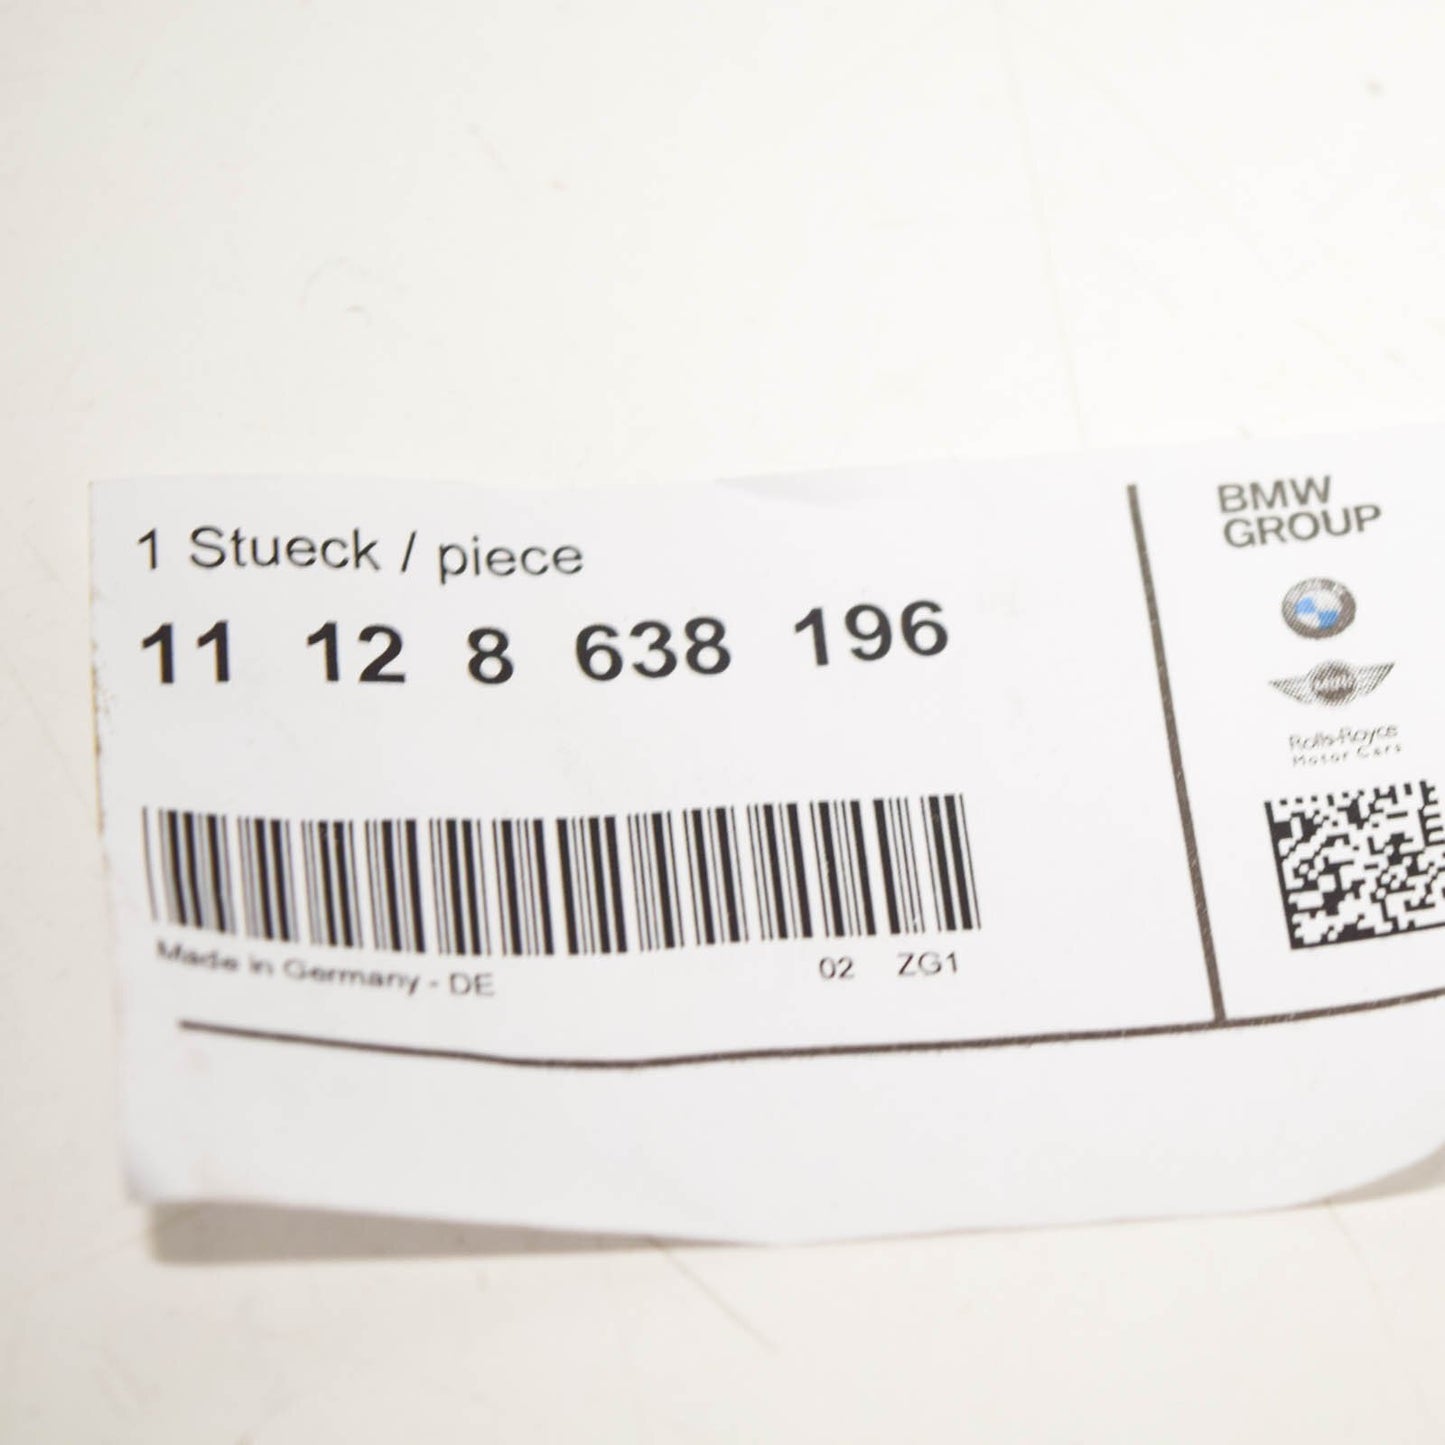 1 Stueck / piece
11 12 8 638 196
Made in Germany - DE
02 ZG1
BMW
GROUP
MINI
Rolls-Royce
Motor Cars